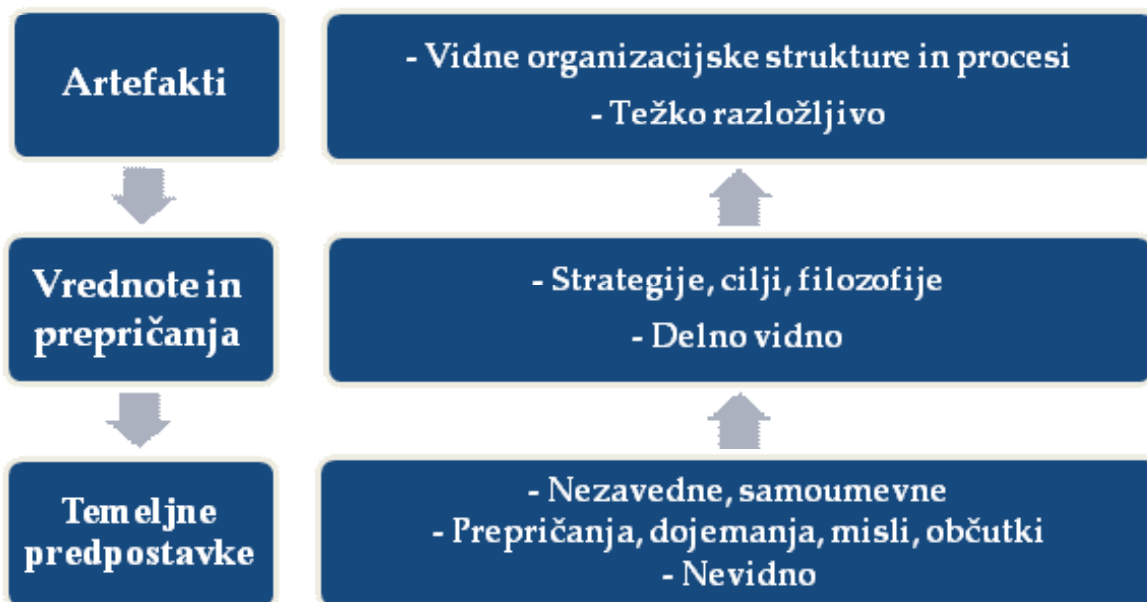 Artefakti
- Vidne organizacijske strukture in procesi
- Težko razložljivo
Vrednote in
prepričanja
- Strategije, cilji, filozofije
- Delno vidno
Temeljne
predpostavke
- Nezavedne, samoumevne
- Prepričanja, dojemanja, misli, občutki
- Nevidno